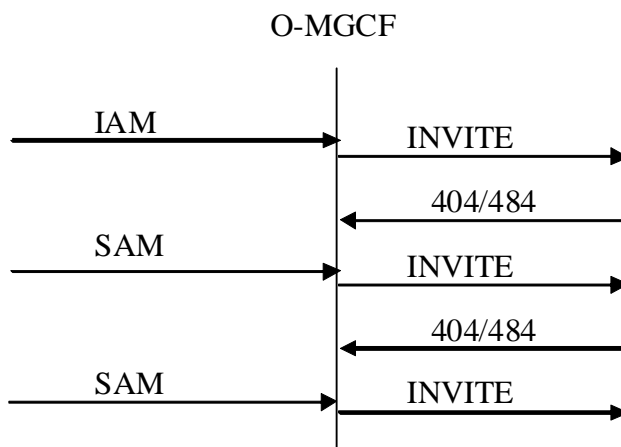 O-MGCF
IAM
INVITE
404/484
SAM
INVITE
404/484
SAM
INVITE